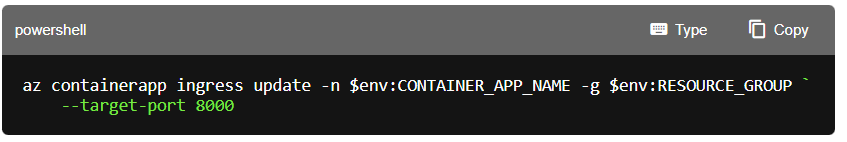 powershell
Type
Copy
az containerapp ingress update -n $env:CONTAINER_APP_NAME -g $env:RESOURCE_GROUP `
--target-port 8000